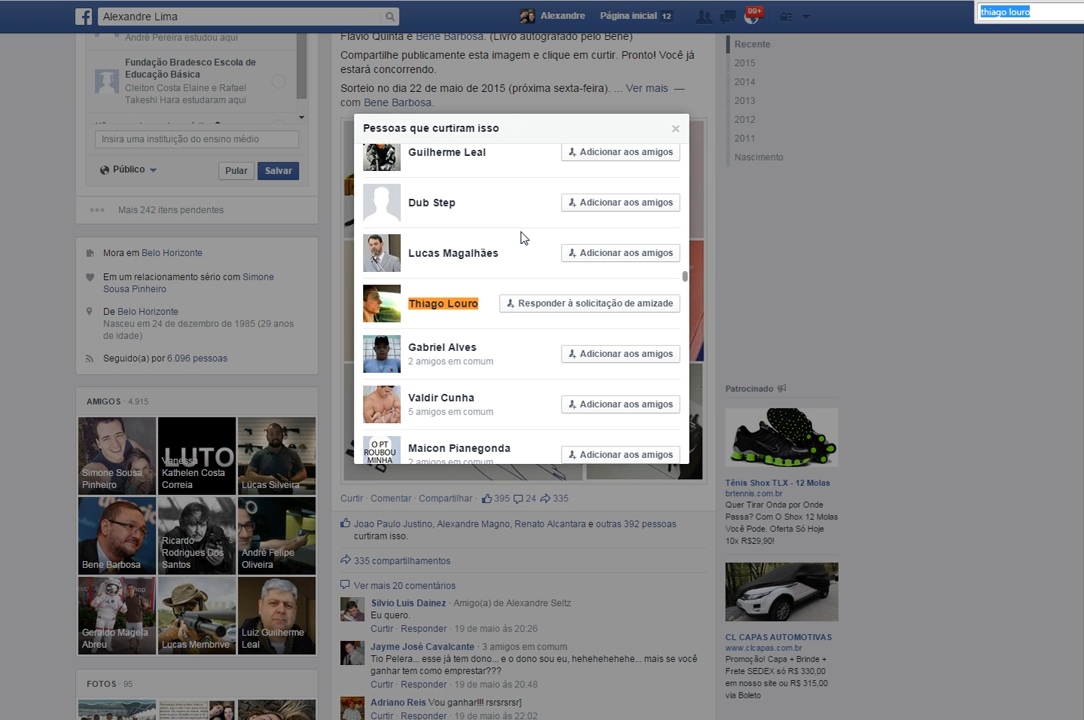 Alexandre Lima
Alexandre
Página inicial 12
99+
thiago louro
André Pereira estudou aqui
Fundação Bradesco Escola de
Educação Básica
Cleiton Costa Elaine e Rafael
Takeshi Hara estudaram aqui
Insira uma instituição do ensino médio
Público
Pular
Salvar
Mais 242 itens pendentes
Mora em Belo Horizonte
Em um relacionamento sério com Simone
Sousa Pinheiro
De Belo Horizonte
Nasceu em 24 de dezembro de 1985 (29 anos
de idade)
Seguido(a) por 6.096 pessoas
AMIGOS · 4.915
Simone Sousa
Pinheiro
Vanessa
Kathelen Costa
Correia
Lucas Silveira
Bene Barbosa
Ricardo
Rodrigues Dos
Santos
André Felipe
Oliveira
Geraldo Magela
Abreu
Lucas Membrive
Luiz Guilherme
Leal
FOTOS · 95
Flavio Quinta e Bene Barbosa. (Livro autografado pelo Bene)
Compartilhe publicamente esta imagem e clique em curtir. Pronto! Você já
estará concorrendo.
Sorteio no dia 22 de maio de 2015 (próxima sexta-feira). ... Ver mais —
com Bene Barbosa.
Pessoas que curtiram isso
Guilherme Leal
Adicionar aos amigos
Dub Step
Adicionar aos amigos
Lucas Magalhães
Adicionar aos amigos
Thiago Louro
Responder à solicitação de amizade
Gabriel Alves
2 amigos em comum
Adicionar aos amigos
Valdir Cunha
5 amigos em comum
Adicionar aos amigos
O PT
ROUBOU
MINHA
Maicon Pianegonda
2 amigos em comum
Adicionar aos amigos
Curtir · Comentar · Compartilhar · 395 24 335
Joao Paulo Justino, Alexandre Magno, Renato Alcantara e outras 392 pessoas
curtiram isso.
335 compartilhamentos
Ver mais 20 comentários
Silvio Luis Dainez · Amigo(a) de Alexandre Seltz
Eu quero.
Curtir · Responder · 19 de maio às 20:26
Jayme José Cavalcante · 3 amigos em comum
Tio Pelera... esse já tem dono... e o dono sou eu, hehehehehehe... mais se você
ganhar tem como emprestar???
Curtir · Responder · 19 de maio às 20:48
Adriano Reis Vou ganhar!!! rsrsrsrsr]
Curtir · Responder · 19 de maio às 22:02
Recente
2015
2014
2013
2012
2011
Nascimento
Patrocinado
Tênis Shox TLX - 12 Molas
brtennis.com.br
Quer Tirar Onda por Onde
Passa? Com O Shox 12 Molas
Você Pode. Oferta Só Hoje
10x R$29,90!
CL CAPAS AUTOMOTIVAS
www.clcapas.com.br
Promoção! Capa + Brinde +
Frete SEDEX só R$ 330,00
em nosso site ou R$ 315,00
via Boleto